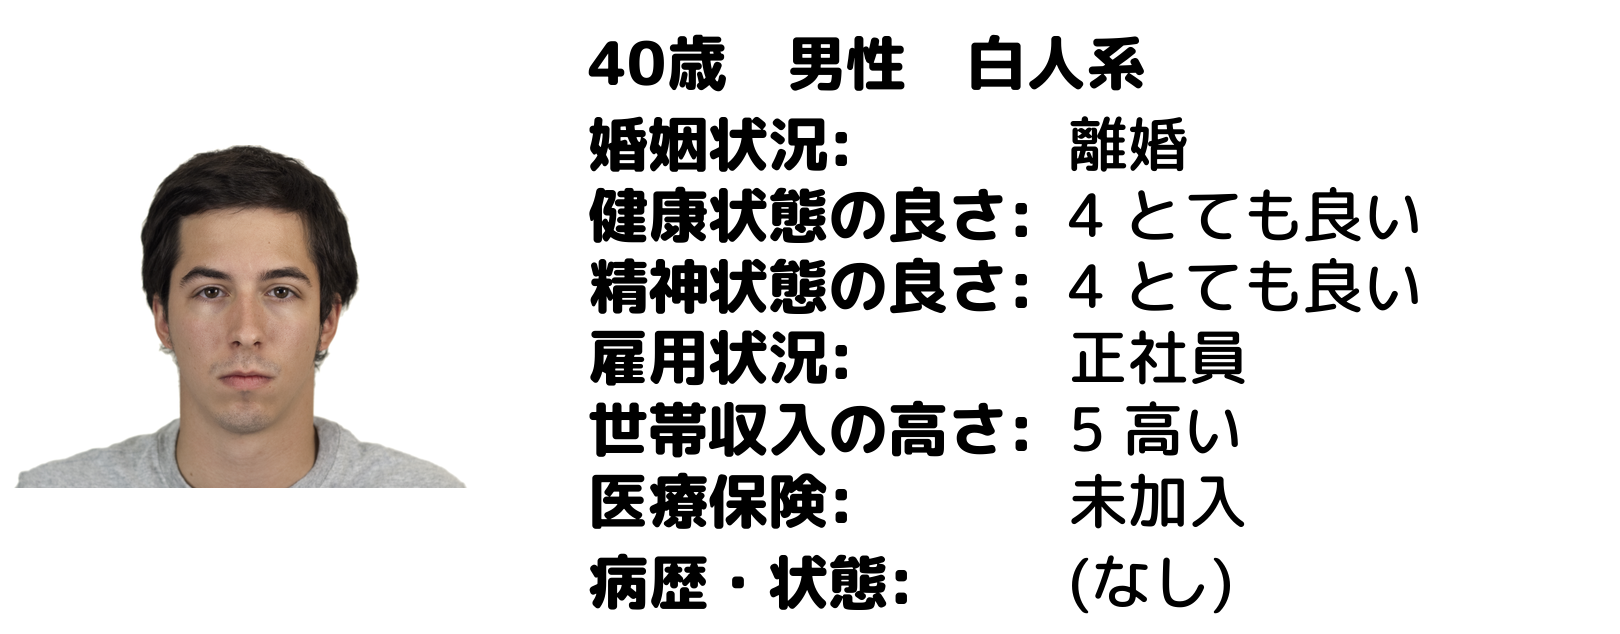 40歳　男性　白人系
婚姻状況: 離婚
健康状態の良さ: 4 とても良い
精神状態の良さ: 4 とても良い
雇用状況: 正社員
世帯収入の高さ: 5 高い
医療保険: 未加入
病歴・状態: (なし)